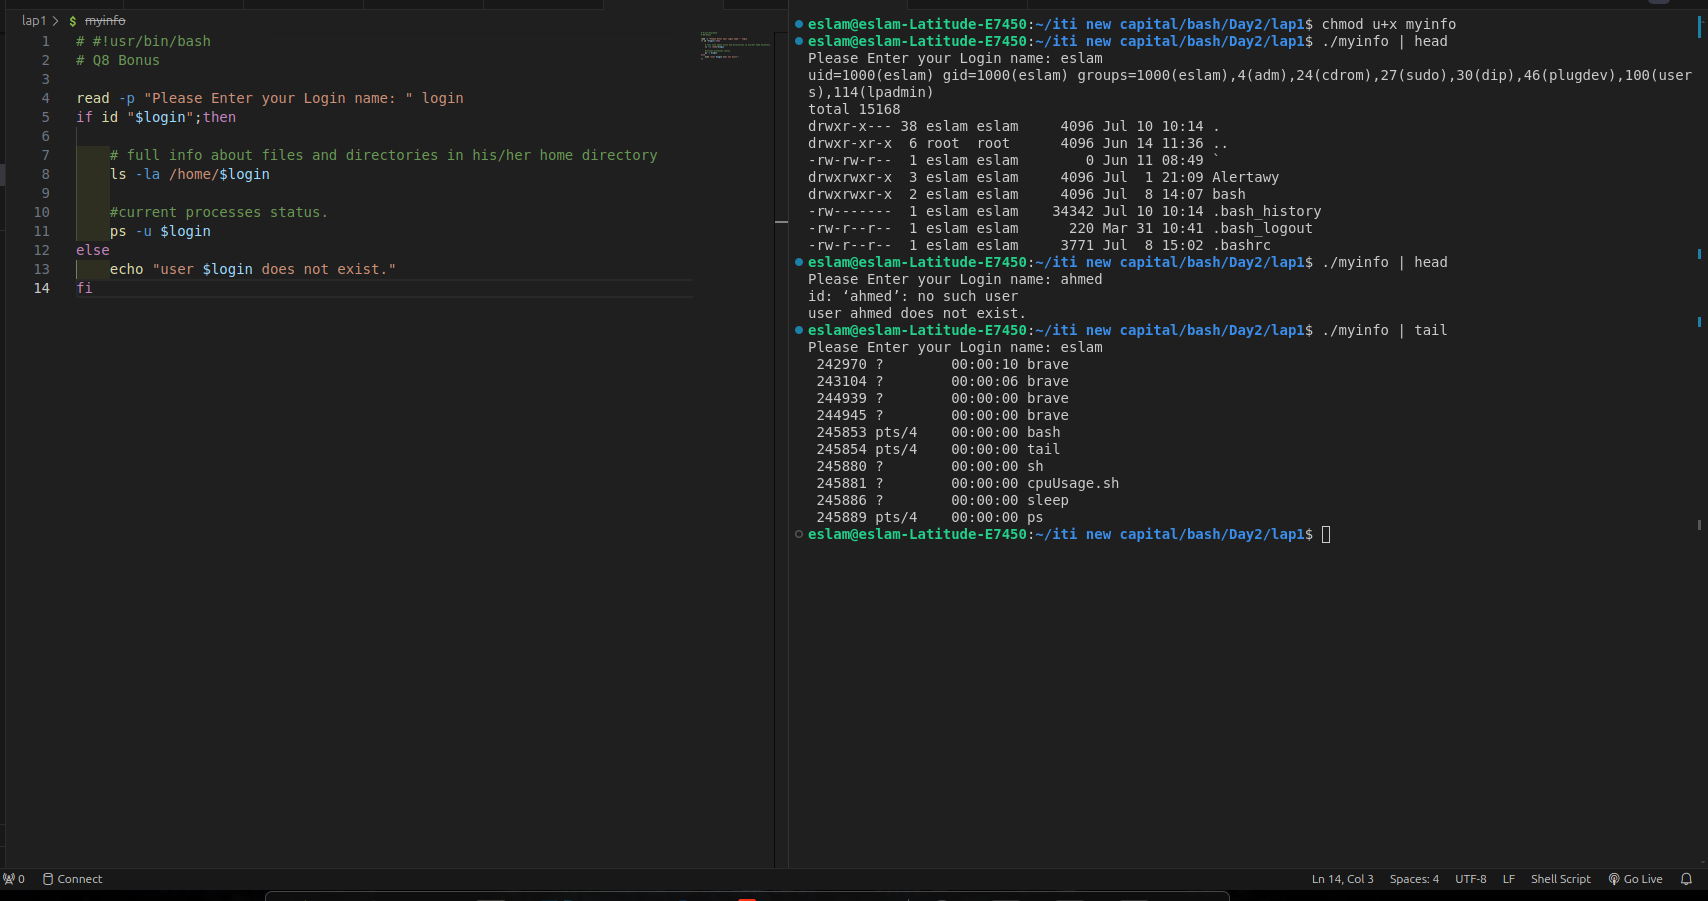 lap1 > $ myinfo
1 # #!usr/bin/bash
2 # Q8 Bonus
3
4 read -p "Please Enter your Login name: " login
5 if id "$login";then
6
7 # full info about files and directories in his/her home directory
8 ls -la /home/$login
9
10 #current processes status.
11 ps -u $login
12 else
13 echo "user $login does not exist."
14 fi
eslam@eslam-Latitude-E7450:~/iti new capital/bash/Day2/lap1$ chmod u+x myinfo
eslam@eslam-Latitude-E7450:~/iti new capital/bash/Day2/lap1$ ./myinfo | head
Please Enter your Login name: eslam
uid=1000(eslam) gid=1000(eslam) groups=1000(eslam),4(adm),24(cdrom),27(sudo),30(dip),46(plugdev),100(user
s),114(lpadmin)
total 15168
drwxr-x--- 38 eslam eslam     4096 Jul 10 10:14 .
drwxr-xr-x  6 root  root      4096 Jun 14 11:36 ..
-rw-rw-r--  1 eslam eslam        0 Jun 11 08:49 `
drwxrwxr-x  3 eslam eslam     4096 Jul  1 21:09 Alertawy
drwxrwxr-x  2 eslam eslam     4096 Jul  8 14:07 bash
-rw-------  1 eslam eslam    34342 Jul 10 10:14 .bash_history
-rw-r--r--  1 eslam eslam      220 Mar 31 10:41 .bash_logout
-rw-r--r--  1 eslam eslam     3771 Jul  8 15:02 .bashrc
eslam@eslam-Latitude-E7450:~/iti new capital/bash/Day2/lap1$ ./myinfo | head
Please Enter your Login name: ahmed
id: ‘ahmed’: no such user
user ahmed does not exist.
eslam@eslam-Latitude-E7450:~/iti new capital/bash/Day2/lap1$ ./myinfo | tail
Please Enter your Login name: eslam
242970 ?        00:00:10 brave
243104 ?        00:00:06 brave
244939 ?        00:00:00 brave
244945 ?        00:00:00 brave
245853 pts/4    00:00:00 bash
245854 pts/4    00:00:00 tail
245880 ?        00:00:00 sh
245881 ?        00:00:00 cpuUsage.sh
245886 ?        00:00:00 sleep
245889 pts/4    00:00:00 ps
eslam@eslam-Latitude-E7450:~/iti new capital/bash/Day2/lap1$
0 Connect Ln 14, Col 3 Spaces: 4 UTF-8 LF Shell Script Go Live